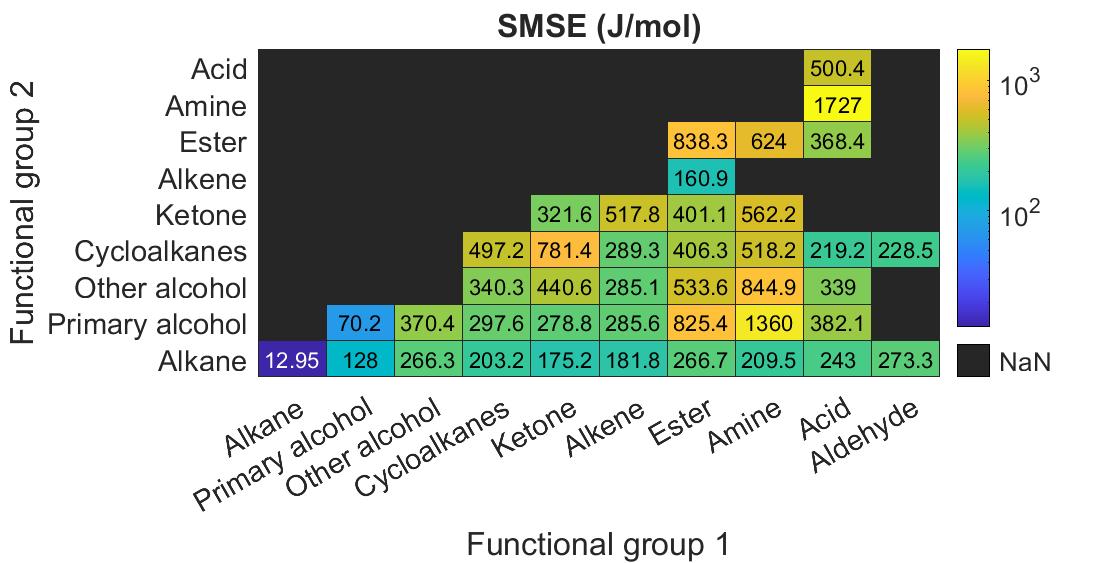 SMSE (J/mol)
Functional group 2
Acid 500.4
Amine 1727
Ester 838.3 624 368.4
Alkene 160.9
Ketone 321.6 517.8 401.1 562.2
Cycloalkanes 497.2 781.4 289.3 406.3 518.2 219.2 228.5
Other alcohol 340.3 440.6 285.1 533.6 844.9 339
Primary alcohol 70.2 370.4 297.6 278.8 285.6 825.4 1360 382.1
Alkane 12.95 128 266.3 203.2 175.2 181.8 266.7 209.5 243 273.3
10^3
10^2
NaN
Alkane
Primary alcohol
Other alcohol
Cycloalkanes
Ketone
Alkene
Ester
Amine
Acid
Aldehyde
Functional group 1